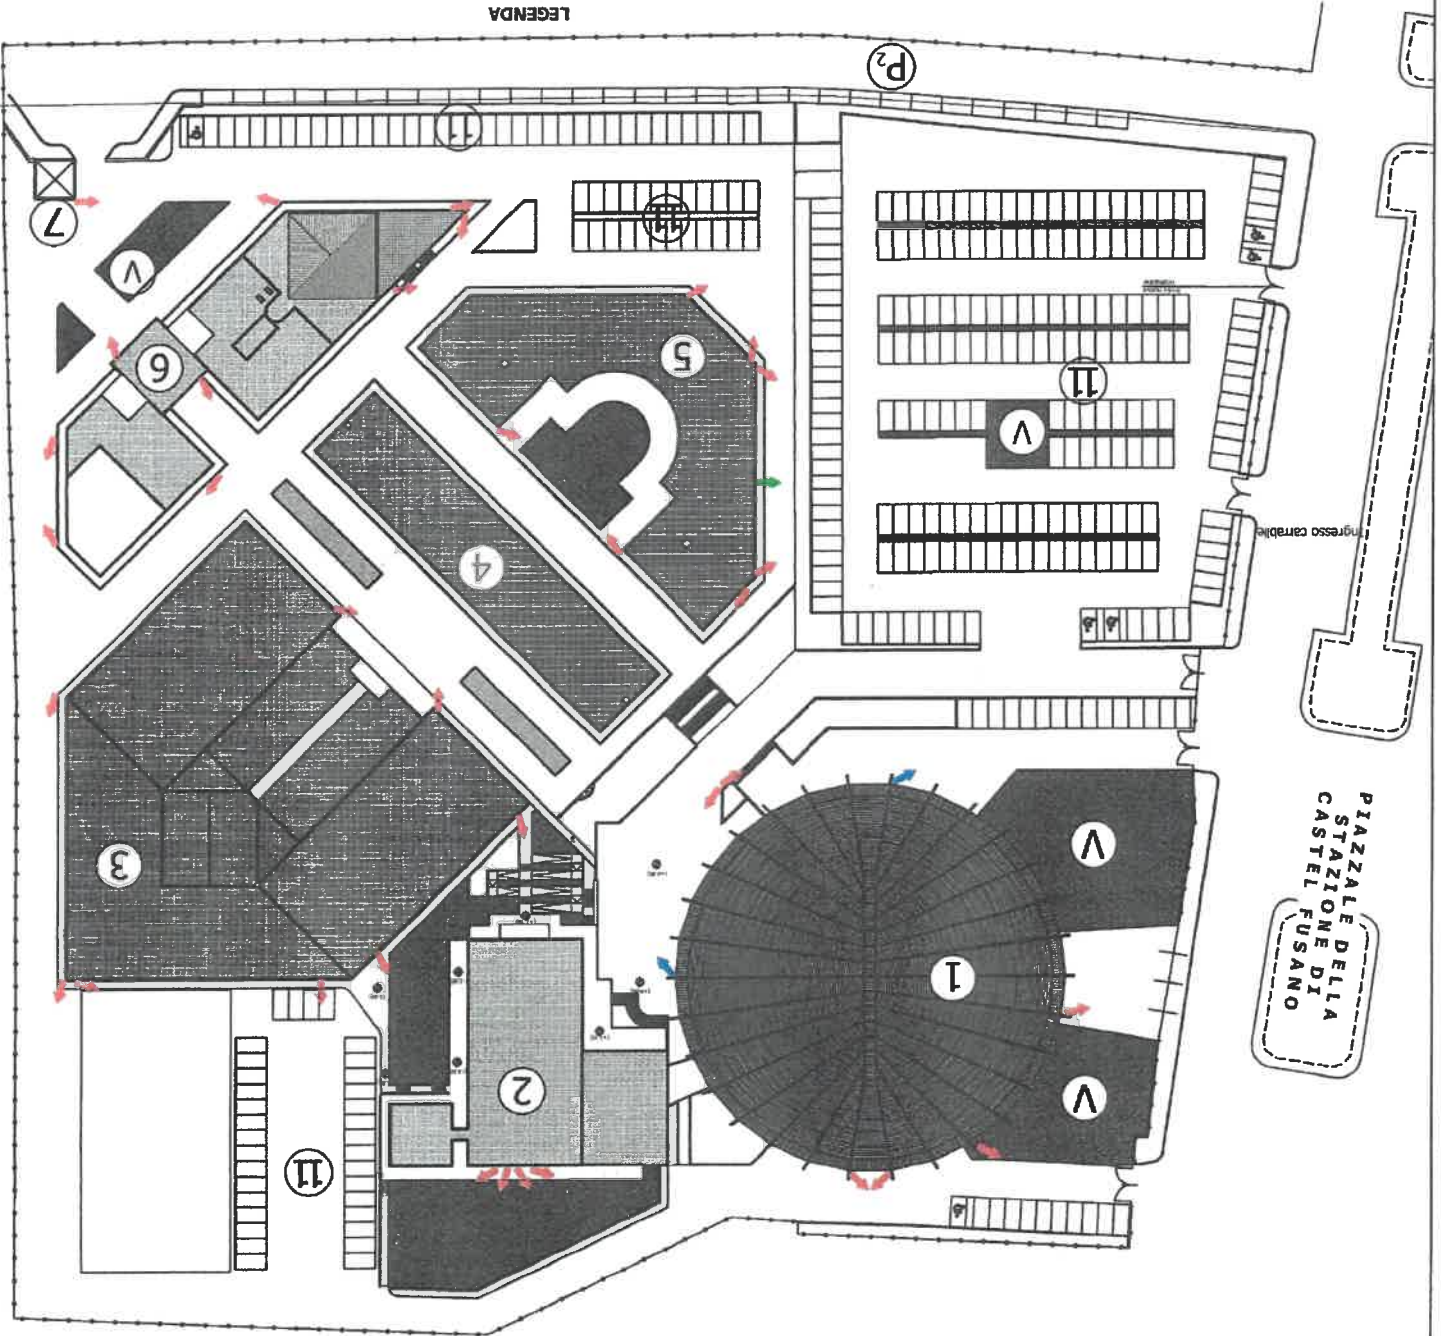 LEGENDA
P2
11
7
11
V
5
6
11
V
4
Ingresso carrabile
PIAZZALE DELLA
STAZIONE DI
CASTEL FUSANO
3
V
1
2
V
11